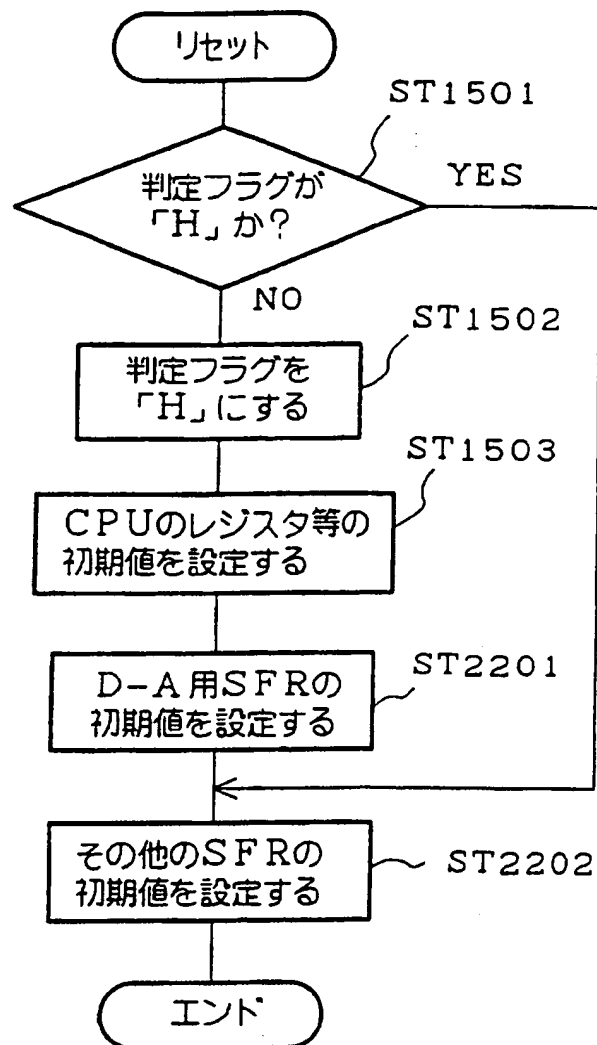 リセット
ST1501
判定フラグが
「H」か?
YES
NO
ST1502
判定フラグを
「H」にする
ST1503
CPUのレジスタ等の
初期値を設定する
ST2201
D-A用SFRの
初期値を設定する
その他のSFRの
初期値を設定する
ST2202
エンド